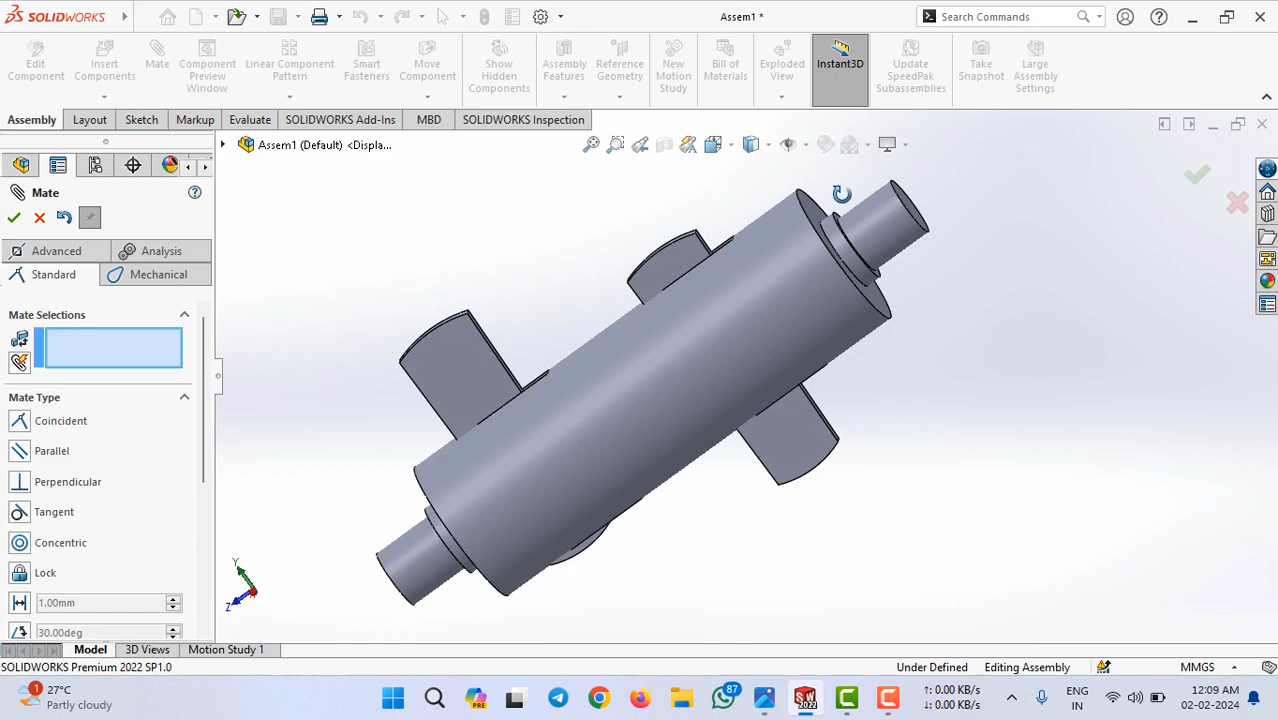 SOLIDWORKS
Assem1 *
Search Commands
Edit Component
Insert Components
Mate
Component Preview Window
Linear Component Pattern
Smart Fasteners
Move Component
Show Hidden Components
Assembly Features
Reference Geometry
New Motion Study
Bill of Materials
Exploded View
Instant3D
Update SpeedPak Subassemblies
Take Snapshot
Large Assembly Settings
Assembly
Layout
Sketch
Markup
Evaluate
SOLIDWORKS Add-Ins
MBD
SOLIDWORKS Inspection
Assem1 (Default) <Displa...
Mate
Advanced
Analysis
Standard
Mechanical
Mate Selections
Mate Type
Coincident
Parallel
Perpendicular
Tangent
Concentric
Lock
1.00mm
30.00deg
Y
Z
Model
3D Views
Motion Study 1
SOLIDWORKS Premium 2022 SP1.0
Under Defined
Editing Assembly
MMGS
1
27°C
Partly cloudy
PRE
87
SW
2022
↑: 0.00 KB/s
↓: 0.00 KB/s
ENG
IN
12:09 AM
02-02-2024